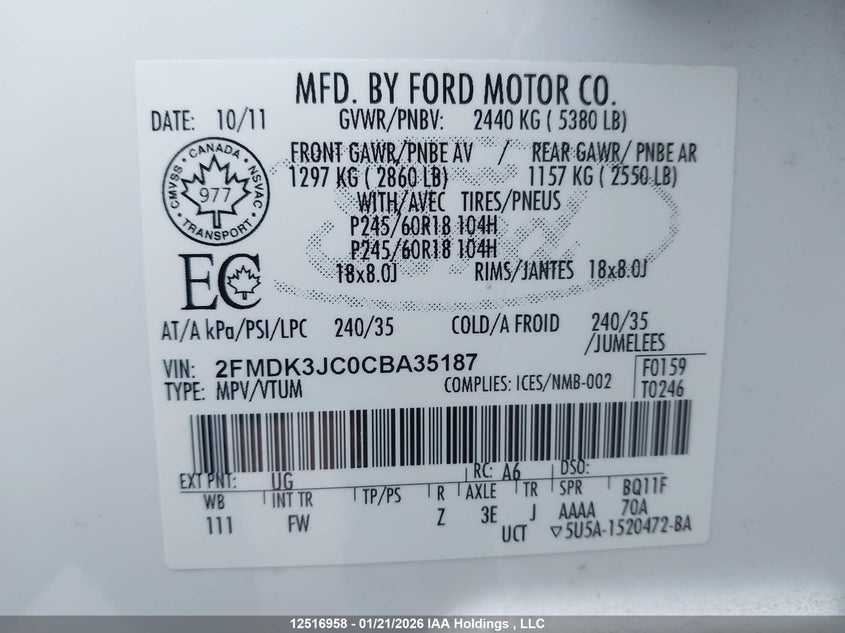 MFD. BY FORD MOTOR CO.
DATE: 10/11 GVWR/PNBV: 2440 KG ( 5380 LB)
FRONT GAWR/PNBE AV / REAR GAWR/ PNBE AR
1297 KG ( 2860 LB) 1157 KG ( 2550 LB)
WITH/AVEC TIRES/PNEUS
P245/60R18 104H
P245/60R18 104H
18x8.0J RIMS/JANTES 18x8.0J
CANADA
CMVSS 977 NSVAC
TRANSPORT
EC
AT/A kPa/PSI/LPC 240/35 COLD/A FROID 240/35
/JUMELEES
VIN: 2FMDK3JC0CBA35187 F0159
TYPE: MPV/VTUM COMPLIES: ICES/NMB-002 T0246
EXT PNT: UG RC: A6 DSO:
WB INT TR TP/PS R AXLE TR SPR BQ11F
111 FW Z 3E J AAAA 70A
UCT ▽5U5A-1520472-BA
12516958 - 01/21/2026 IAA Holdings , LLC